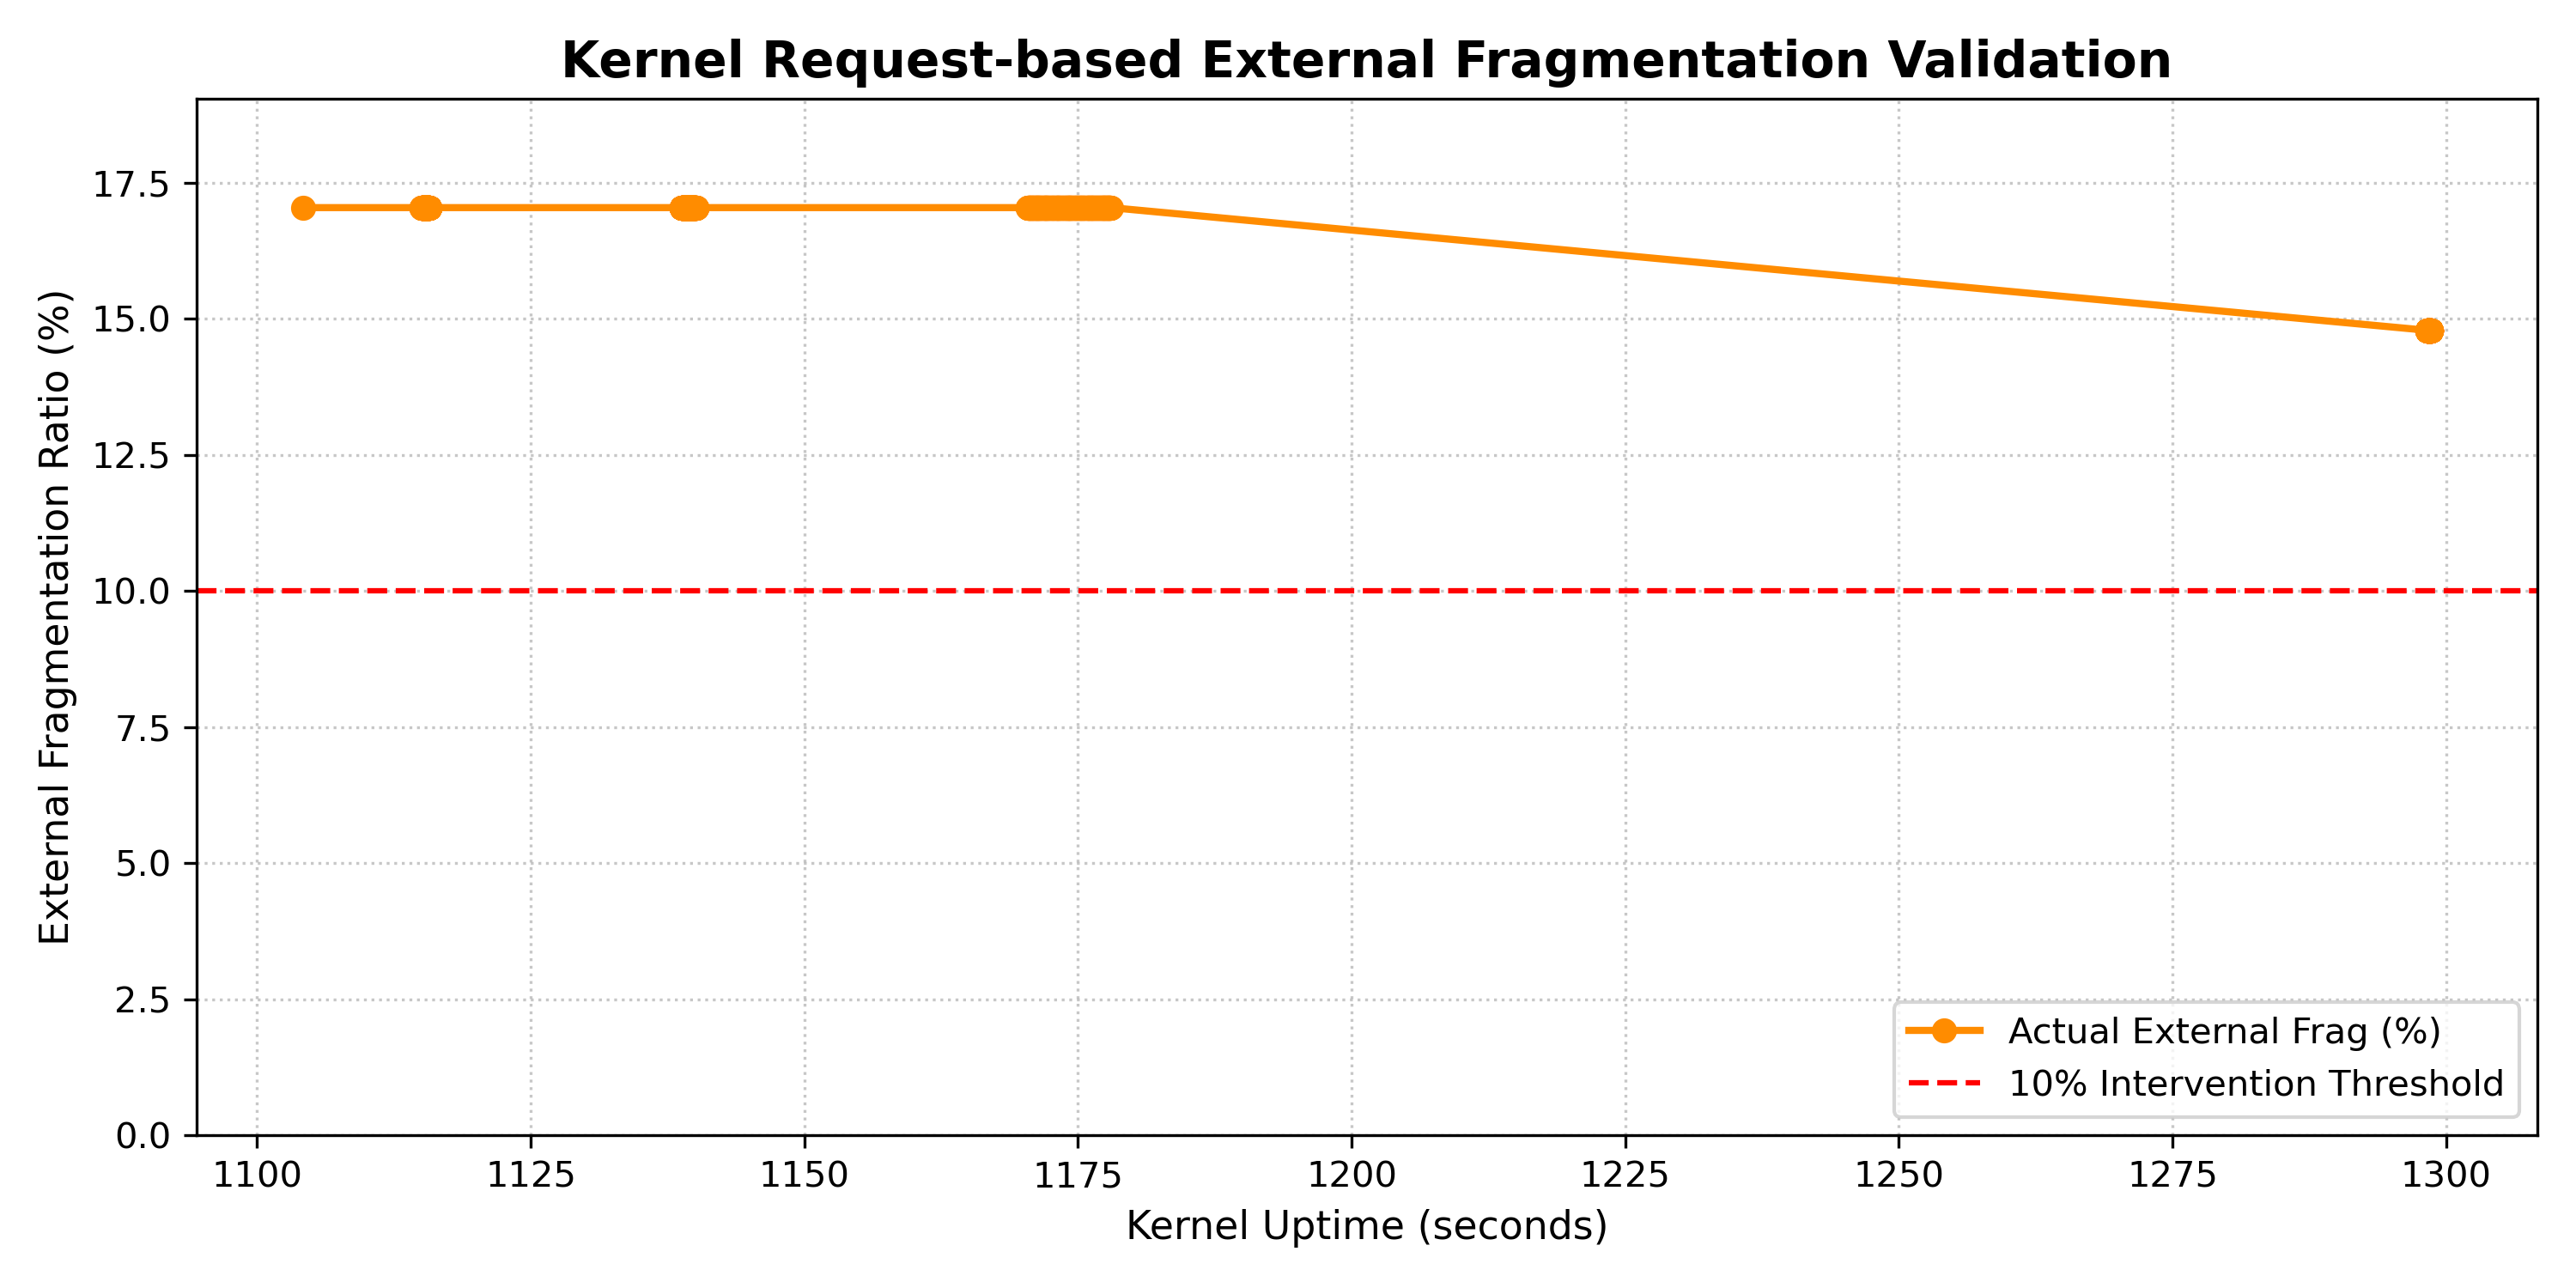 Kernel Request-based External Fragmentation Validation
External Fragmentation Ratio (%)
17.5
15.0
12.5
10.0
7.5
5.0
2.5
0.0
1100 1125 1150 1175 1200 1225 1250 1275 1300
Kernel Uptime (seconds)
Actual External Frag (%)
10% Intervention Threshold